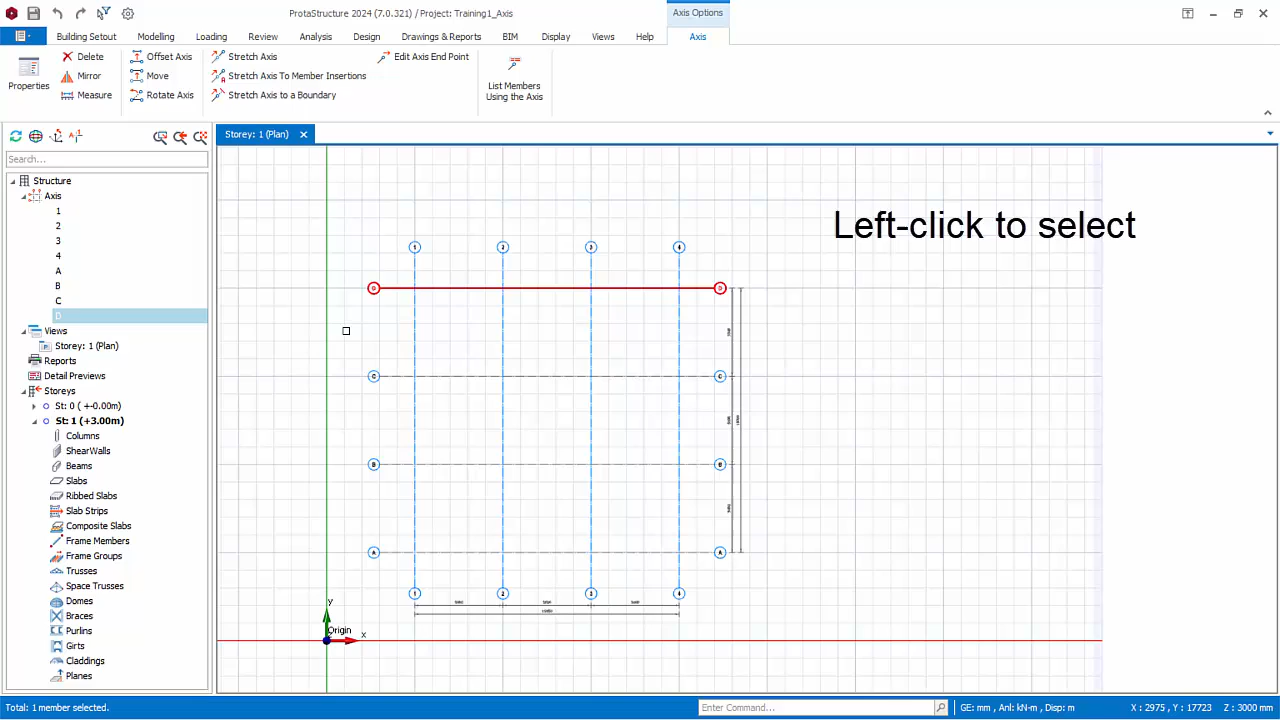 ProtaStructure 2024 (7.0.321) / Project: Training1_Axis
Axis Options
Building Setout
Modelling
Loading
Review
Analysis
Design
Drawings & Reports
BIM
Display
Views
Help
Axis
Properties
Delete
Mirror
Measure
Offset Axis
Move
Rotate Axis
Stretch Axis
Stretch Axis To Member Insertions
Stretch Axis to a Boundary
Edit Axis End Point
List Members
Using the Axis
Search...
Structure
Axis
1
2
3
4
A
B
C
D
Views
Storey: 1 (Plan)
Reports
Detail Previews
Storeys
St: 0 ( +-0.00m)
St: 1 (+3.00m)
Columns
ShearWalls
Beams
Slabs
Ribbed Slabs
Slab Strips
Composite Slabs
Frame Members
Frame Groups
Trusses
Space Trusses
Domes
Braces
Purlins
Girts
Claddings
Planes
Storey: 1 (Plan)
Left-click to select
1 2 3 4
D D
C C
B B
A A
1 2 3 4
Y
Origin
X
Total: 1 member selected.
Enter Command...
GE: mm , Anl: kN-m , Disp: m
X : 2975 , Y : 17723
Z : 3000 mm